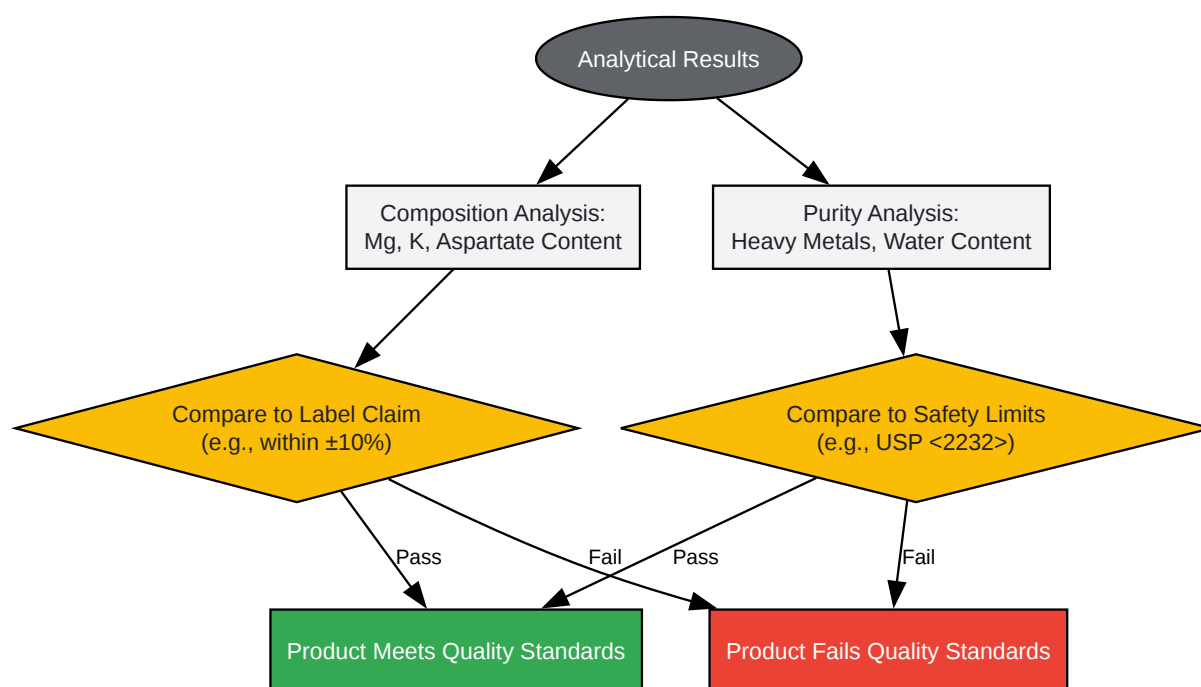 Analytical Results
Composition Analysis:
Mg, K, Aspartate Content
Purity Analysis:
Heavy Metals, Water Content
Compare to Label Claim
(e.g., within ±10%)
Compare to Safety Limits
(e.g., USP <2232>)
Pass
Fail
Pass
Fail
Product Meets Quality Standards
Product Fails Quality Standards